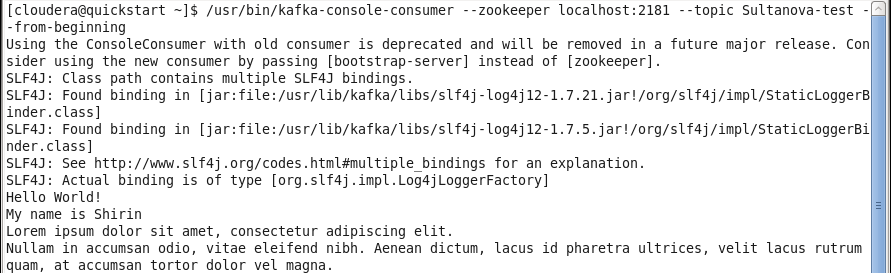 [cloudera@quickstart ~]$ /usr/bin/kafka-console-consumer --zookeeper localhost:2181 --topic Sultanova-test -
-from-beginning
Using the ConsoleConsumer with old consumer is deprecated and will be removed in a future major release. Con
sider using the new consumer by passing [bootstrap-server] instead of [zookeeper].
SLF4J: Class path contains multiple SLF4J bindings.
SLF4J: Found binding in [jar:file:/usr/lib/kafka/libs/slf4j-log4j12-1.7.21.jar!/org/slf4j/impl/StaticLoggerB
inder.class]
SLF4J: Found binding in [jar:file:/usr/lib/kafka/libs/slf4j-log4j12-1.7.5.jar!/org/slf4j/impl/StaticLoggerBi
nder.class]
SLF4J: See http://www.slf4j.org/codes.html#multiple_bindings for an explanation.
SLF4J: Actual binding is of type [org.slf4j.impl.Log4jLoggerFactory]
Hello World!
My name is Shirin
Lorem ipsum dolor sit amet, consectetur adipiscing elit.
Nullam in accumsan odio, vitae eleifend nibh. Aenean dictum, lacus id pharetra ultrices, velit lacus rutrum
quam, at accumsan tortor dolor vel magna.